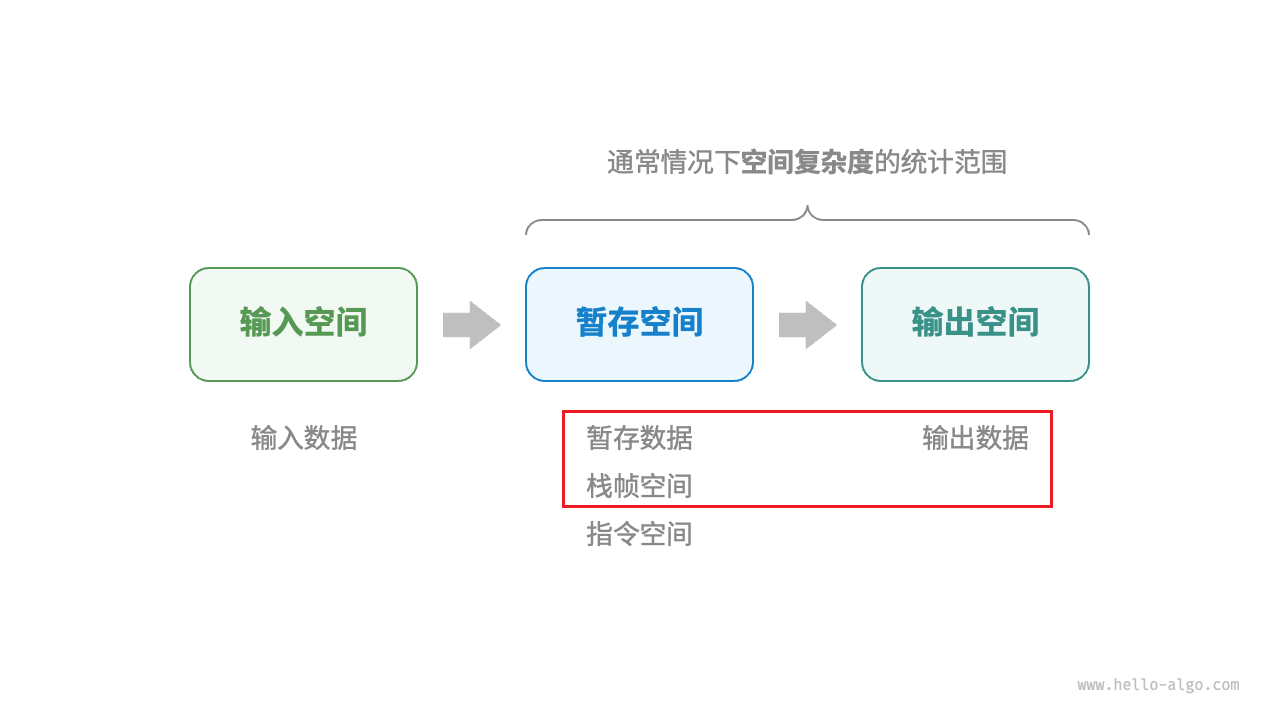 通常情况下空间复杂度的统计范围
输入空间
暂存空间
输出空间
输入数据
暂存数据
输出数据
栈帧空间
指令空间
www.hello-algo.com